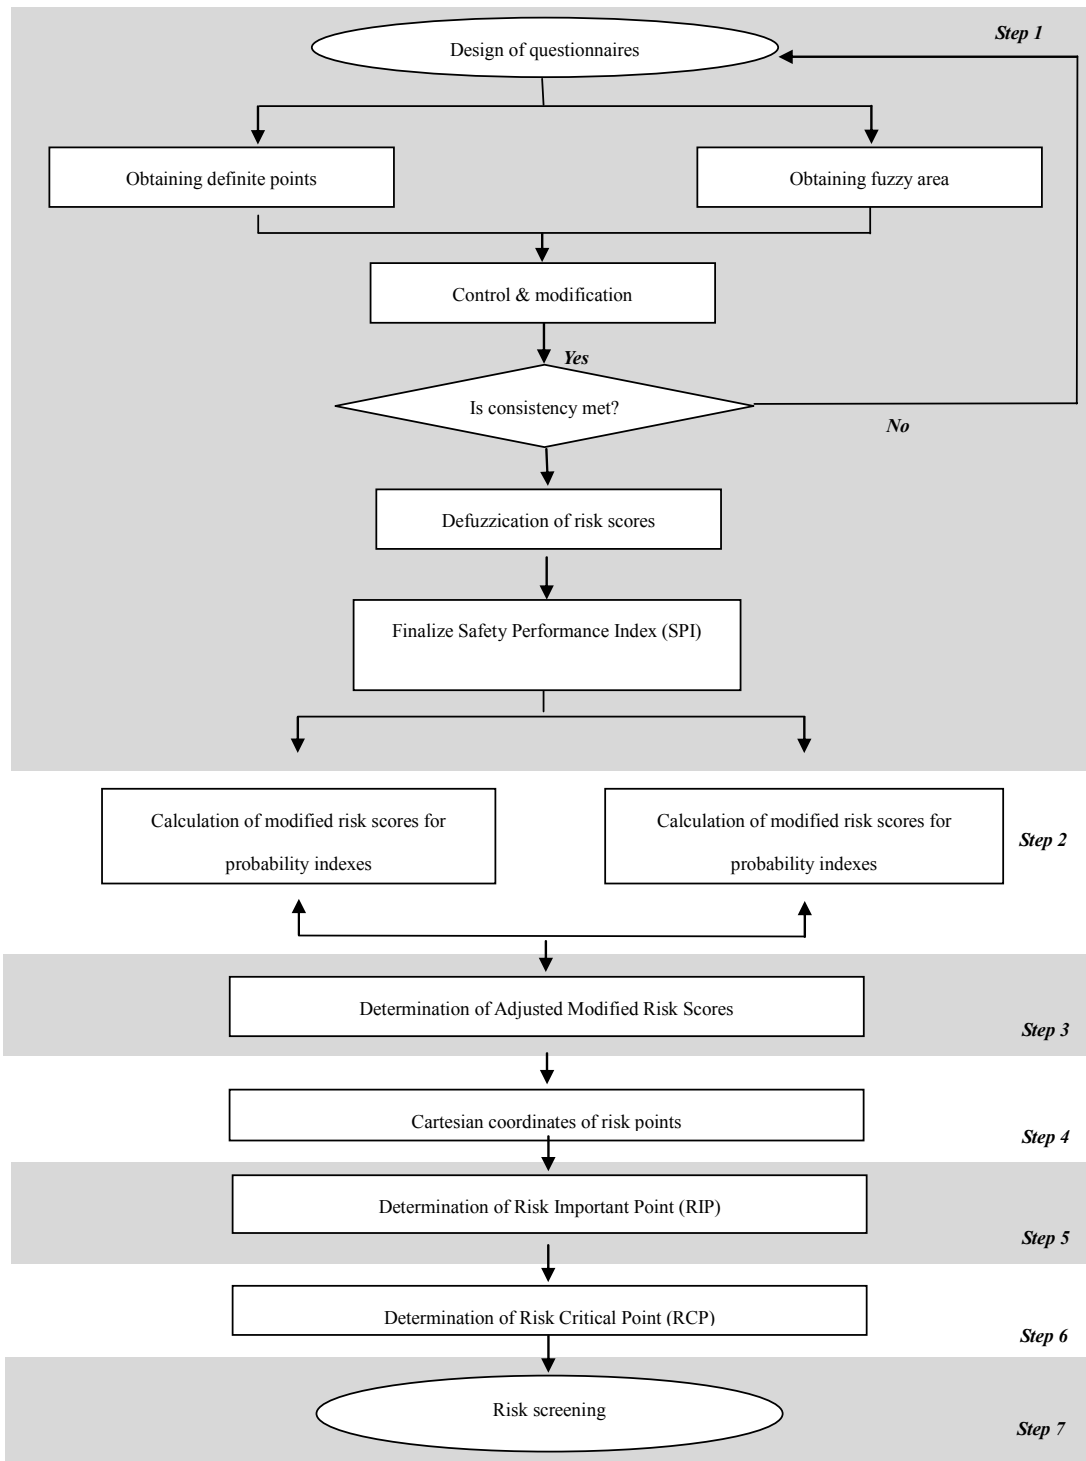 Step 1
Design of questionnaires
Obtaining definite points
Obtaining fuzzy area
Control & modification
Yes
Is consistency met?
No
Defuzzication of risk scores
Finalize Safety Performance Index (SPI)
Calculation of modified risk scores for
probability indexes
Calculation of modified risk scores for
probability indexes
Step 2
Determination of Adjusted Modified Risk Scores
Step 3
Cartesian coordinates of risk points
Step 4
Determination of Risk Important Point (RIP)
Step 5
Determination of Risk Critical Point (RCP)
Step 6
Risk screening
Step 7